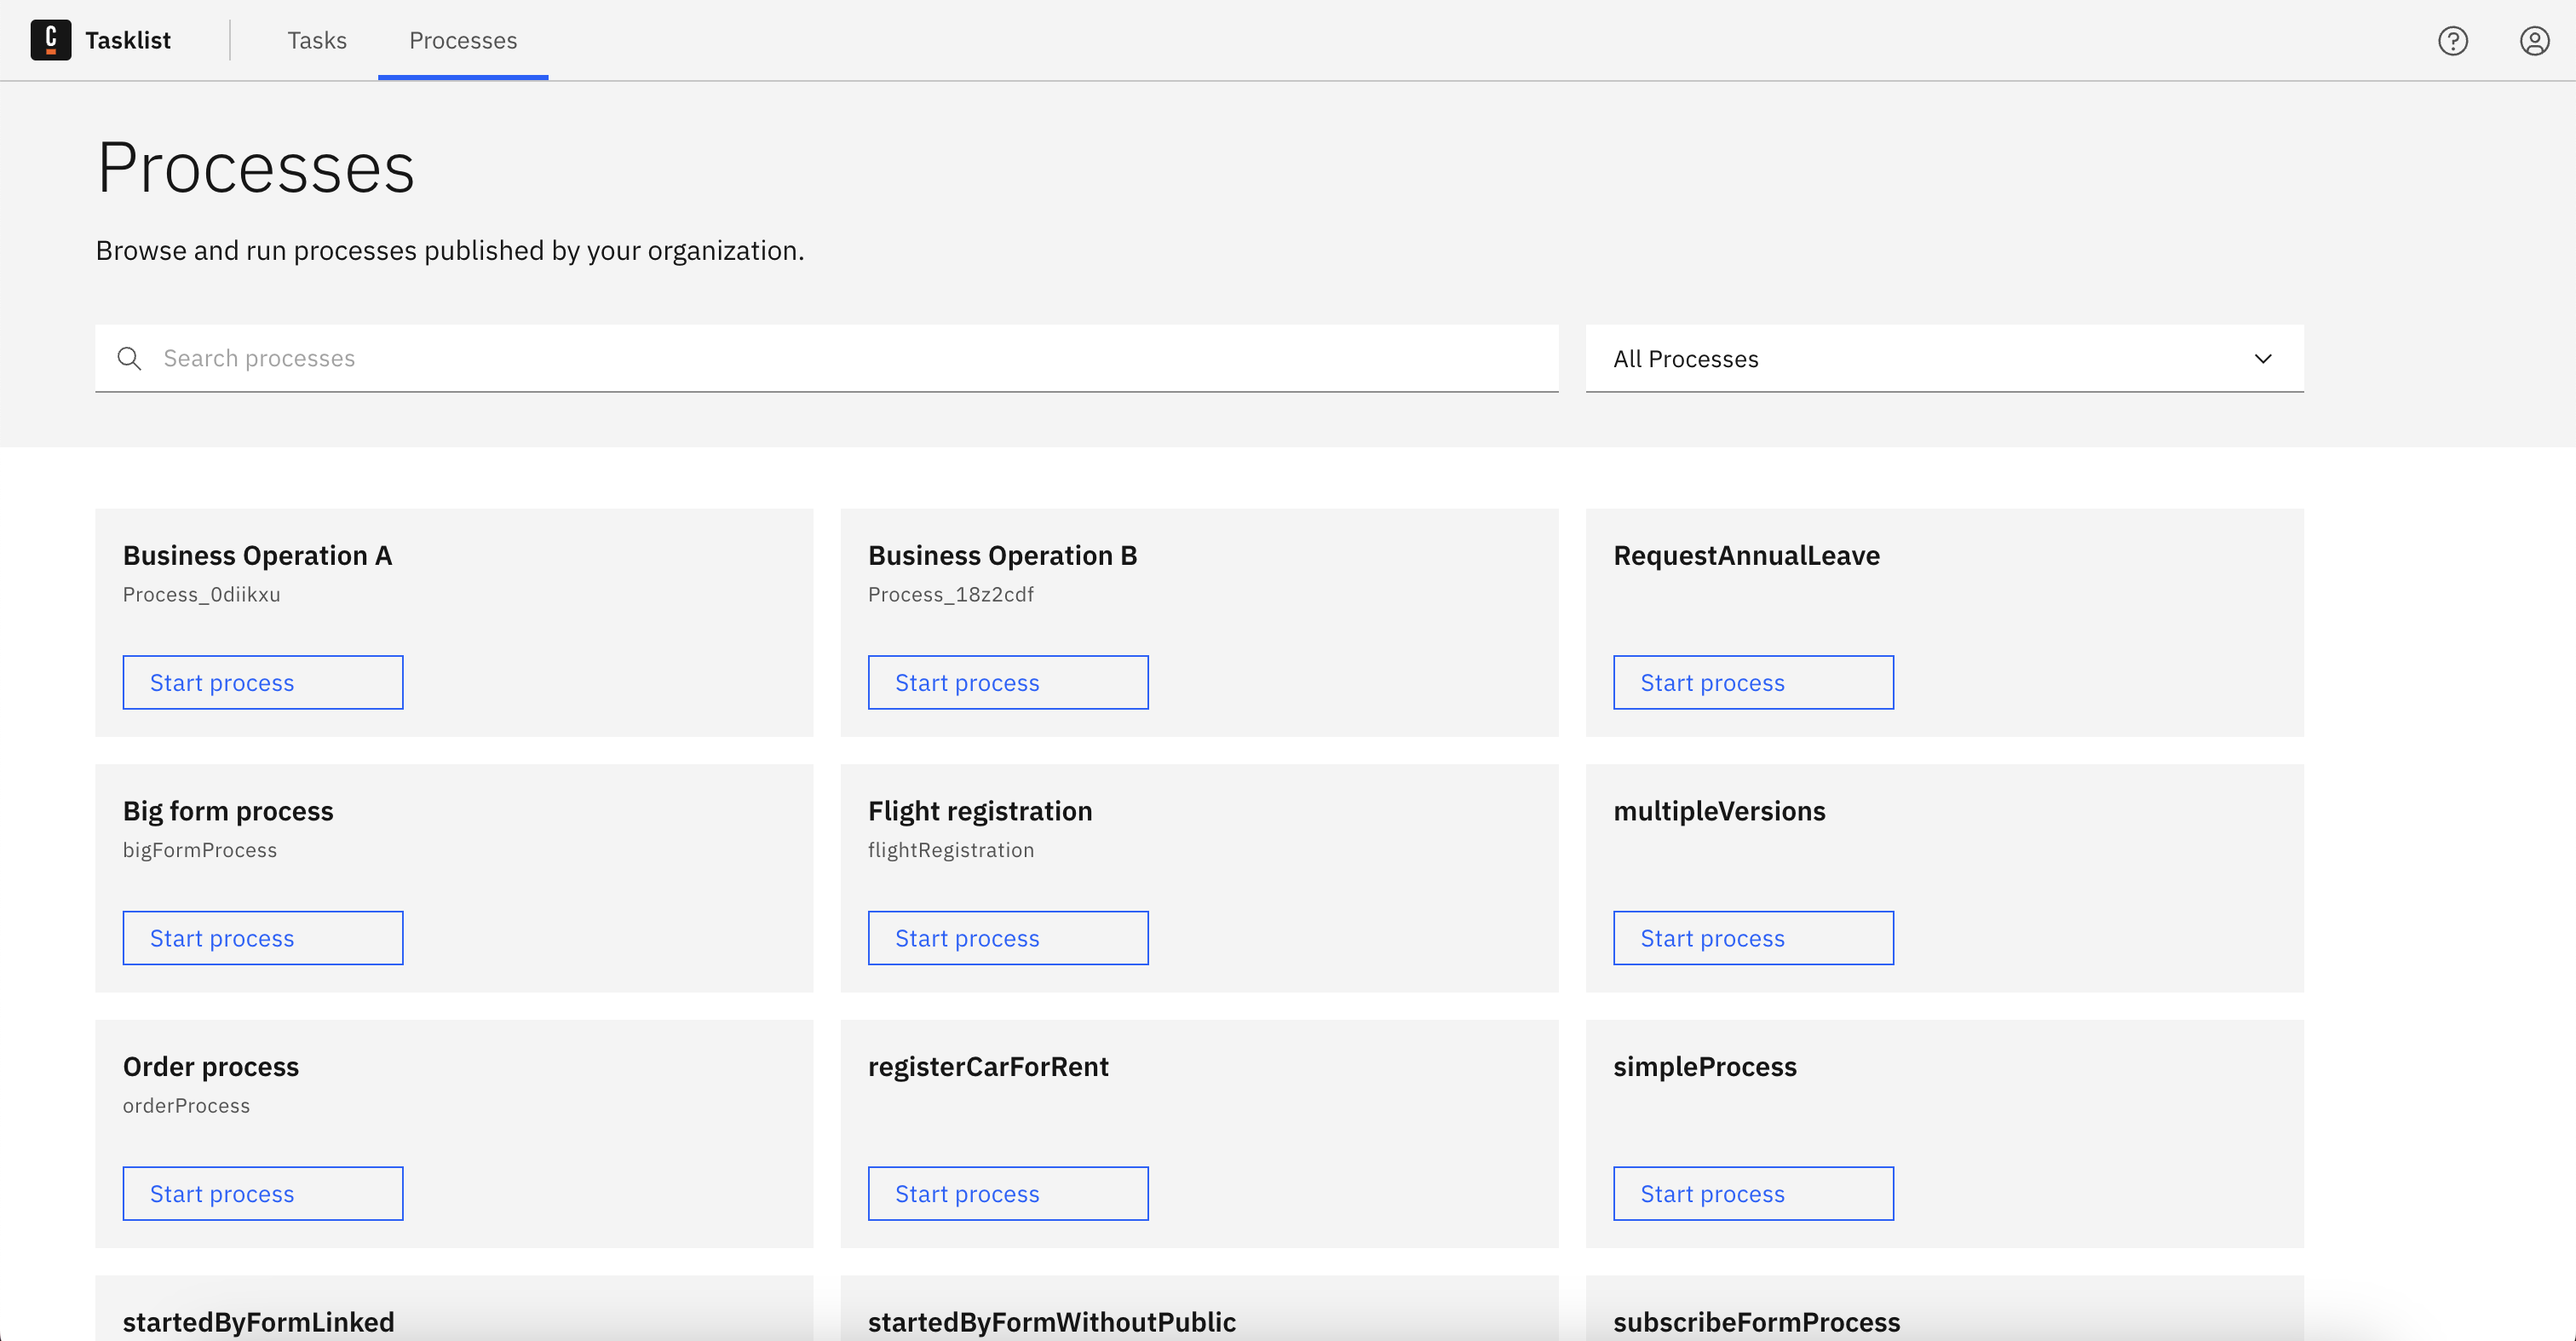 C Tasklist Tasks Processes
Processes
Browse and run processes published by your organization.
Search processes All Processes
Business Operation A
Process_0diikxu
Start process
Business Operation B
Process_18z2cdf
Start process
RequestAnnualLeave
Start process
Big form process
bigFormProcess
Start process
Flight registration
flightRegistration
Start process
multipleVersions
Start process
Order process
orderProcess
Start process
registerCarForRent
Start process
simpleProcess
Start process
startedByFormLinked
startedByFormWithoutPublic
subscribeFormProcess